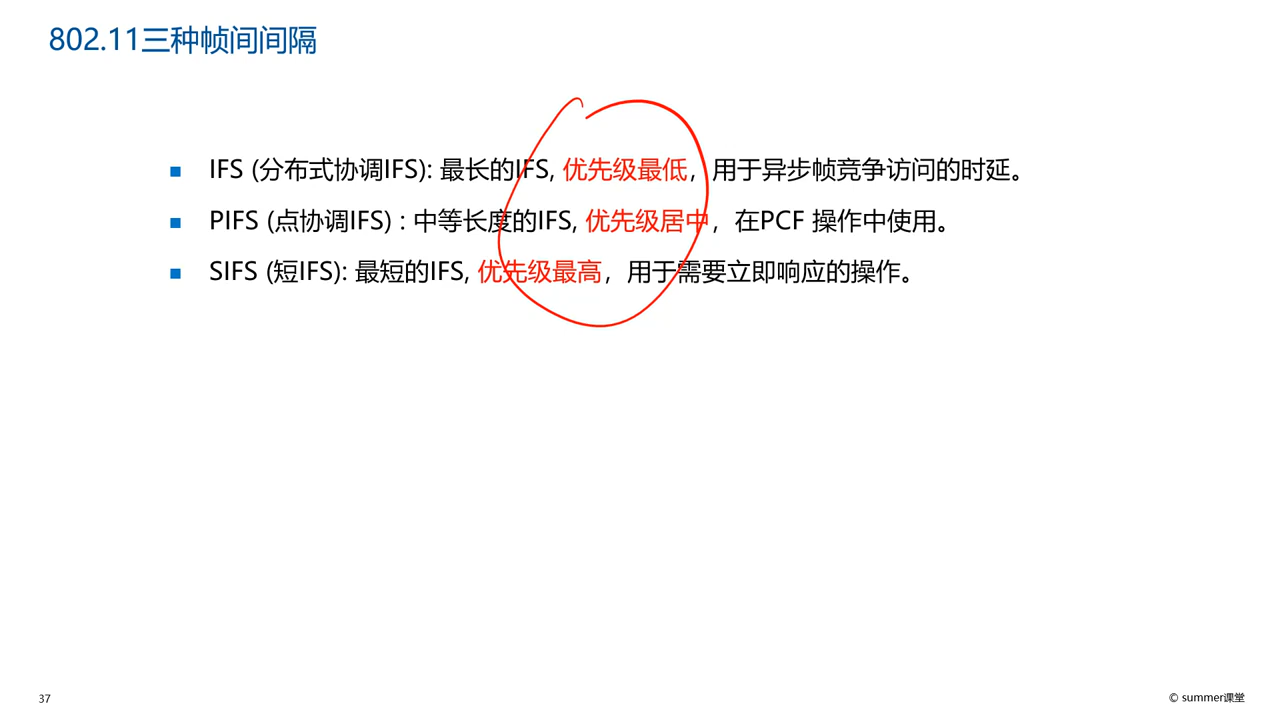 802.11三种帧间间隔
IFS (分布式协调IFS): 最长的IFS, 优先级最低，用于异步帧竞争访问的时延。
PIFS (点协调IFS) : 中等长度的IFS, 优先级居中，在PCF 操作中使用。
SIFS (短IFS): 最短的IFS, 优先级最高，用于需要立即响应的操作。
37
© summer课堂